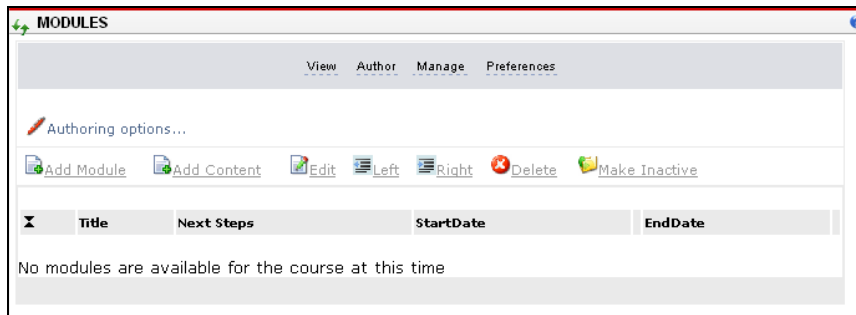 MODULES
View Author Manage Preferences
Authoring options...
Add Module Add Content Edit Left Right Delete Make Inactive
Title Next Steps StartDate EndDate
No modules are available for the course at this time